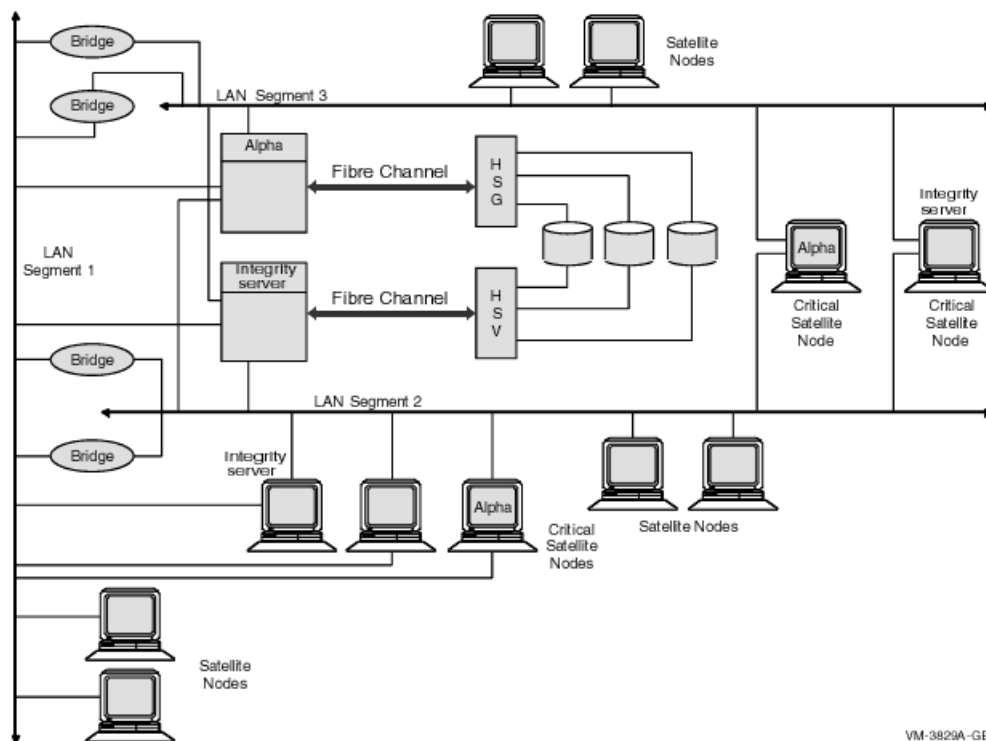 Bridge
Satellite
Nodes
Bridge
LAN Segment 3
Alpha
Fibre Channel
H
S
G
Integrity
server
LAN
Segment 1
Alpha
Integrity
server
Fibre Channel
H
S
V
Critical
Satellite
Node
Critical
Satellite
Node
Bridge
LAN Segment 2
Bridge
Integrity
server
Alpha
Critical
Satellite
Nodes
Satellite Nodes
Satellite
Nodes
VM-3829A-GE